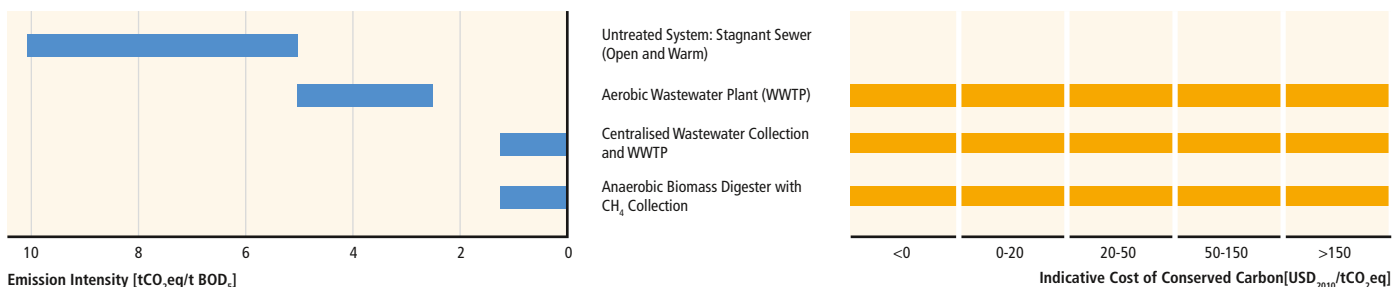 Untreated System: Stagnant Sewer
(Open and Warm)
Aerobic Wastewater Plant (WWTP)
Centralised Wastewater Collection
and WWTP
Anaerobic Biomass Digester with
CH₄ Collection
10 8 6 4 2 0
Emission Intensity [tCO₂eq/t BOD₅]
<0 0-20 20-50 50-150 >150
Indicative Cost of Conserved Carbon[USD₂₀₁₀/tCO₂eq]